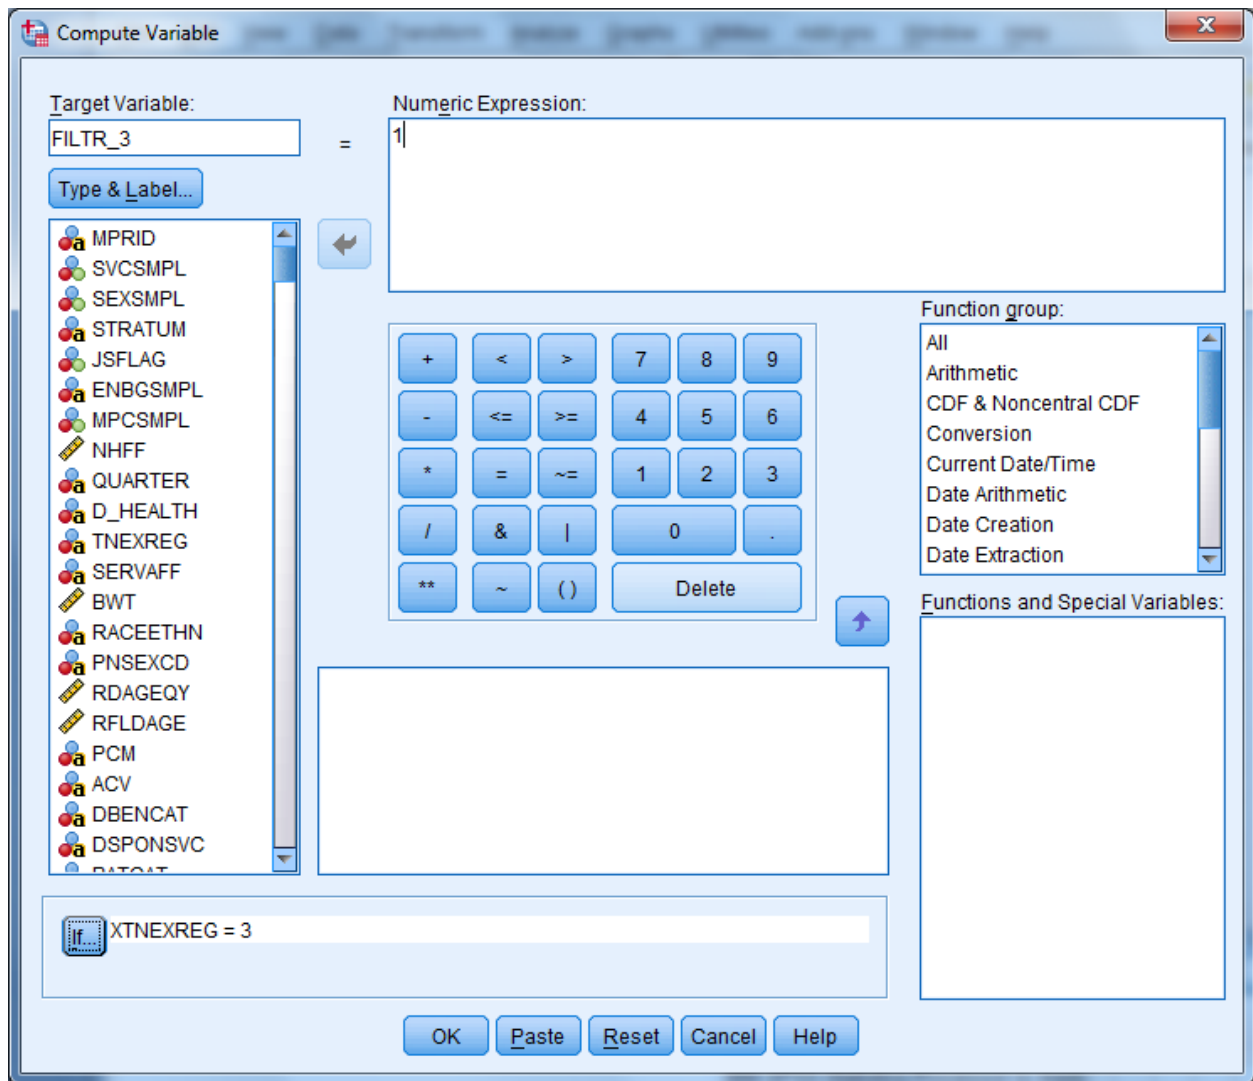 Compute Variable
Target Variable:
Numeric Expression:
FILTR_3
=
1
Type & Label...
MPRID
SVCSMPL
SEXSMPL
STRATUM
JSFLAG
ENBGSMPL
MPCSMPL
NHFF
QUARTER
D_HEALTH
TNEXREG
SERVAFF
BWT
RACEETHN
PNSEXCD
RDAGEQY
RFLDAGE
PCM
ACV
DBENCAT
DSPONSVC
+ < > 7 8 9
- <= >= 4 5 6
* = ~= 1 2 3
/ & | 0 .
** ~ ( ) Delete
Function group:
All
Arithmetic
CDF & Noncentral CDF
Conversion
Current Date/Time
Date Arithmetic
Date Creation
Date Extraction
Functions and Special Variables:
If... XTNEXREG = 3
OK Paste Reset Cancel Help